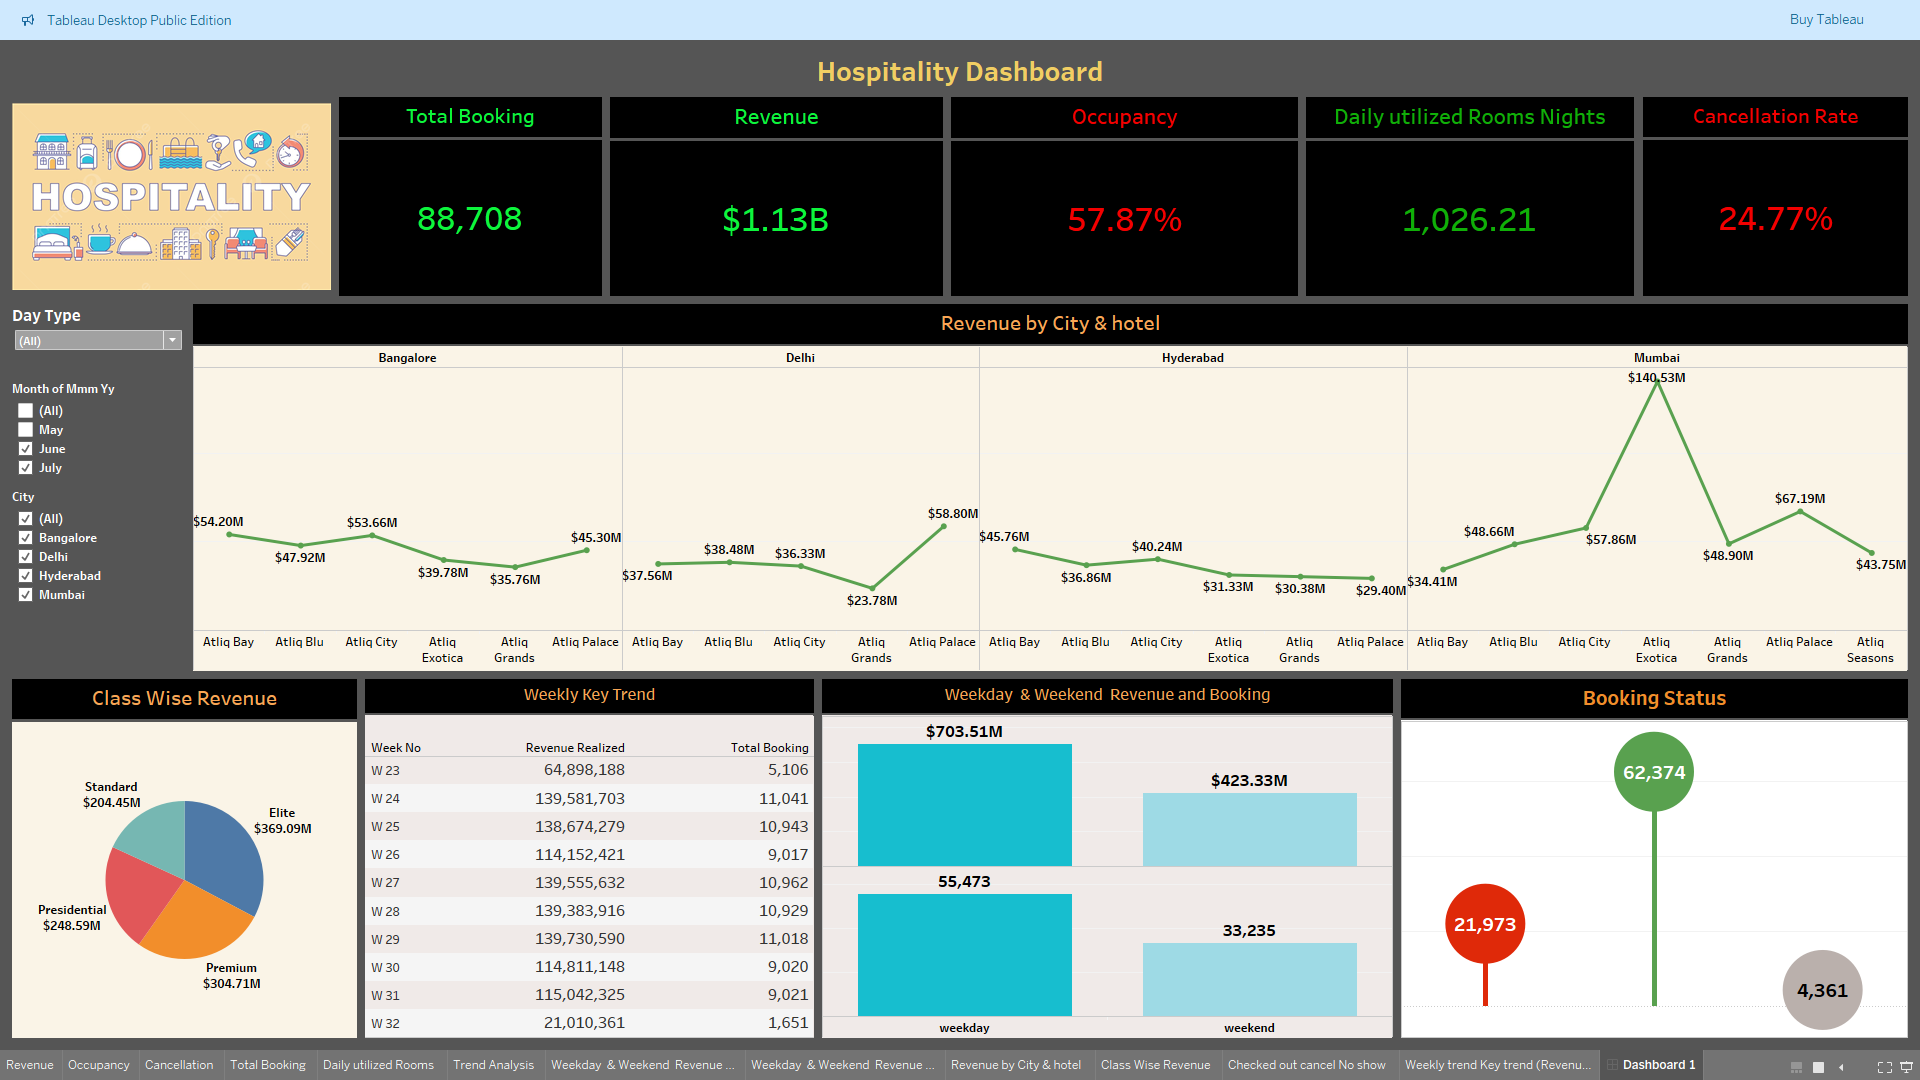 Tableau Desktop Public Edition
Buy Tableau
Hospitality Dashboard
HOSPITALITY
Total Booking
88,708
Revenue
$1.13B
Occupancy
57.87%
Daily utilized Rooms Nights
1,026.21
Cancellation Rate
24.77%
Day Type
(All)
Month of Mmm Yy
(All)
May
June
July
City
(All)
Bangalore
Delhi
Hyderabad
Mumbai
Revenue by City & hotel
Bangalore
$54.20M
$47.92M
$53.66M
$39.78M
$35.76M
$45.30M
Atliq Bay
Atliq Blu
Atliq City
Atliq
Exotica
Atliq
Grands
Atliq Palace
Delhi
$37.56M
$38.48M
$36.33M
$23.78M
$58.80M
Atliq Bay
Atliq Blu
Atliq City
Atliq
Grands
Atliq Palace
Hyderabad
$45.76M
$36.86M
$40.24M
$31.33M
$30.38M
$29.40M
Atliq Bay
Atliq Blu
Atliq City
Atliq
Exotica
Atliq
Grands
Atliq Palace
Mumbai
$34.41M
$48.66M
$57.86M
$140.53M
$48.90M
$67.19M
$43.75M
Atliq Bay
Atliq Blu
Atliq City
Atliq
Exotica
Atliq
Grands
Atliq Palace
Atliq
Seasons
Class Wise Revenue
Standard
$204.45M
Elite
$369.09M
Presidential
$248.59M
Premium
$304.71M
Weekly Key Trend
Week No Revenue Realized Total Booking
W 23 64,898,188 5,106
W 24 139,581,703 11,041
W 25 138,674,279 10,943
W 26 114,152,421 9,017
W 27 139,555,632 10,962
W 28 139,383,916 10,929
W 29 139,730,590 11,018
W 30 114,811,148 9,020
W 31 115,042,325 9,021
W 32 21,010,361 1,651
Weekday & Weekend Revenue and Booking
$703.51M
$423.33M
55,473
33,235
weekday
weekend
Booking Status
62,374
21,973
4,361
Revenue
Occupancy
Cancellation
Total Booking
Daily utilized Rooms
Trend Analysis
Weekday & Weekend Revenue ...
Weekday & Weekend Revenue ...
Revenue by City & hotel
Class Wise Revenue
Checked out cancel No show
Weekly trend Key trend (Revenu...
Dashboard 1